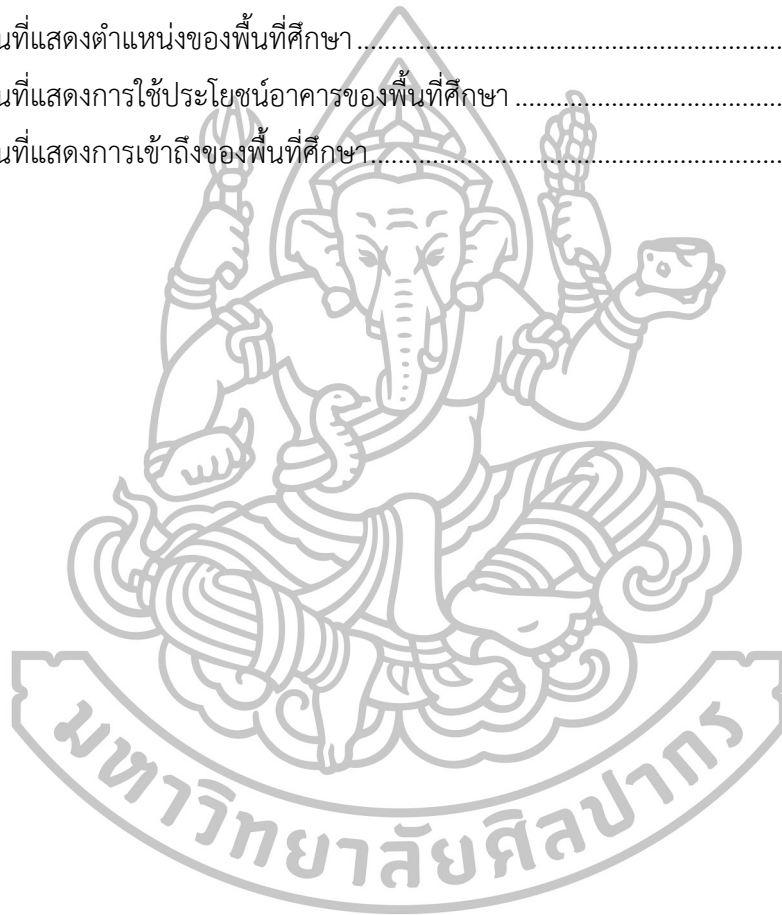 นที่แสดงตำแหน่งของพื้นที่ศึกษา
นที่แสดงการใช้ประโยชน์อาคารของพื้นที่ศึกษา
นที่แสดงการเข้าถึงของพื้นที่ศึกษา
มหาวิทยาลัยศิลปากร